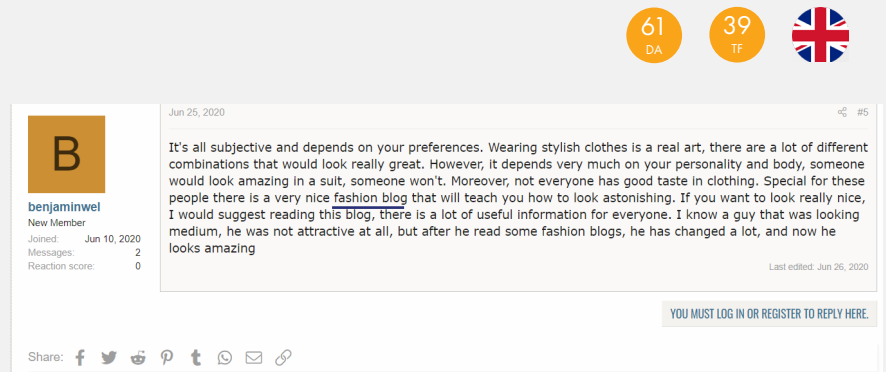 61
DA
39
TF
Jun 25, 2020
#5
B
benjaminwel
New Member
Joined: Jun 10, 2020
Messages: 2
Reaction score: 0
It's all subjective and depends on your preferences. Wearing stylish clothes is a real art, there are a lot of different
combinations that would look really great. However, it depends very much on your personality and body, someone
would look amazing in a suit, someone won't. Moreover, not everyone has good taste in clothing. Special for these
people there is a very nice fashion blog that will teach you how to look astonishing. If you want to look really nice,
I would suggest reading this blog, there is a lot of useful information for everyone. I know a guy that was looking
medium, he was not attractive at all, but after he read some fashion blogs, he has changed a lot, and now he
looks amazing
Last edited: Jun 26, 2020
YOU MUST LOG IN OR REGISTER TO REPLY HERE.
Share: